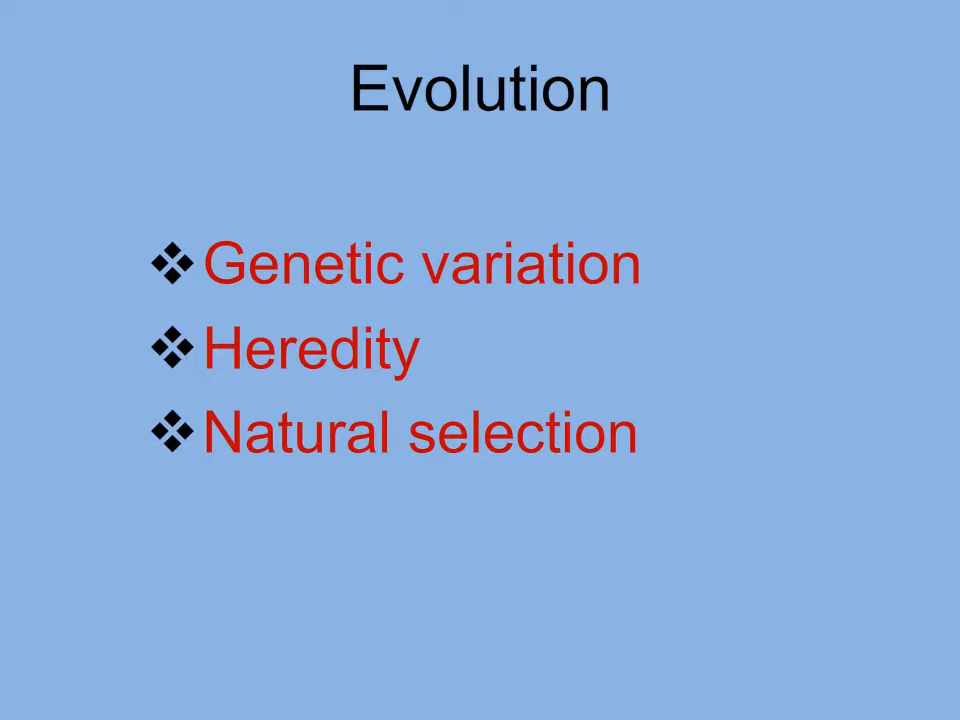 Evolution
❖Genetic variation
❖Heredity
❖Natural selection